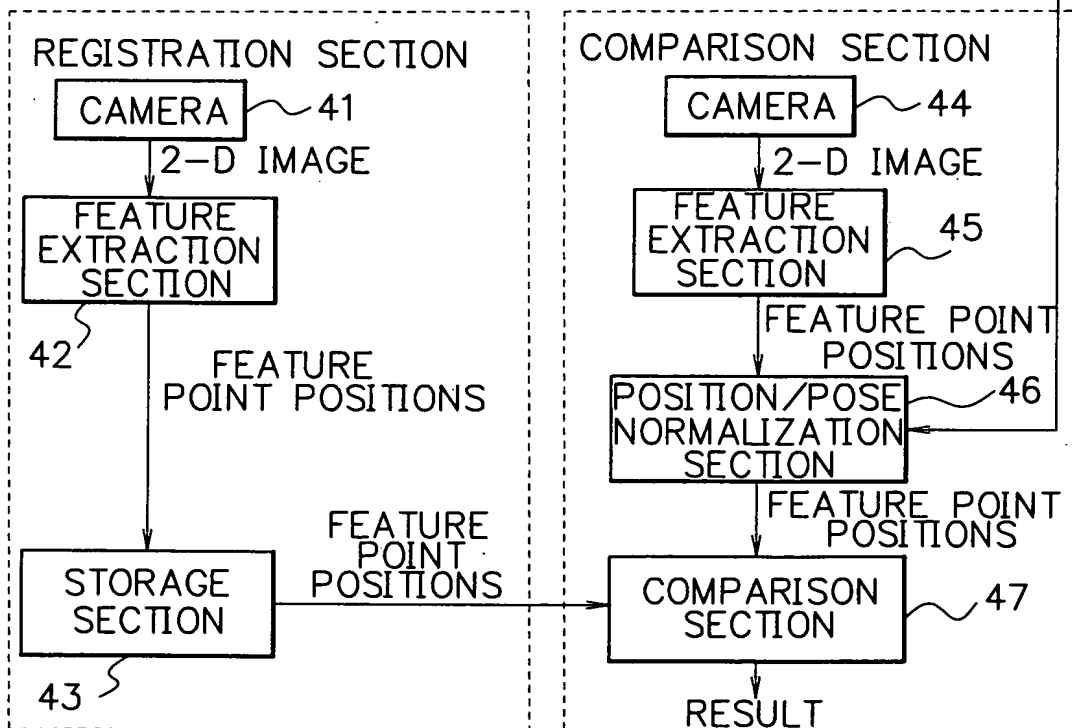 REGISTRATION SECTION
CAMERA
41
2-D IMAGE
FEATURE
EXTRACTION
SECTION
42
FEATURE
POINT POSITIONS
STORAGE
SECTION
43
FEATURE
POINT
POSITIONS
COMPARISON SECTION
CAMERA
44
2-D IMAGE
FEATURE
EXTRACTION
SECTION
45
FEATURE POINT
POSITIONS
POSITION/POSE
NORMALIZATION
SECTION
46
FEATURE POINT
POSITIONS
COMPARISON
SECTION
47
RESULT